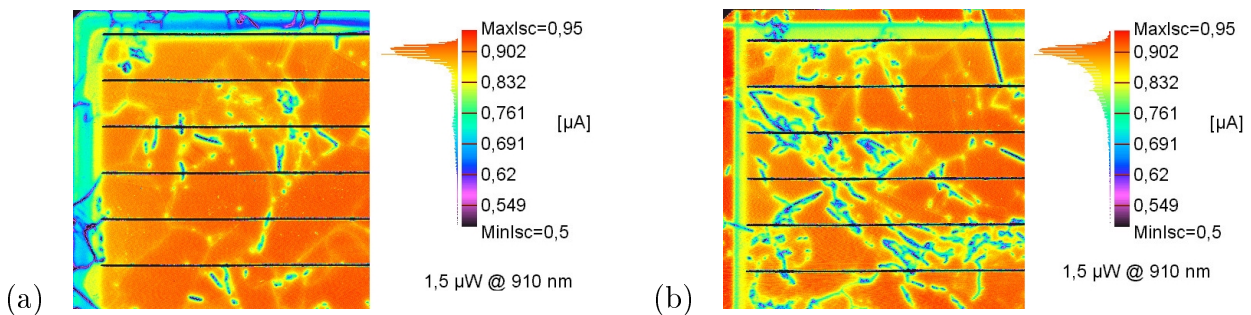 MaxIsc=0,95
0,902
0,832
0,761
[µA]
0,691
0,62
0,549
MinIsc=0,5
1,5 µW @ 910 nm
(a)
MaxIsc=0,95
0,902
0,832
0,761
[µA]
0,691
0,62
0,549
MinIsc=0,5
1,5 µW @ 910 nm
(b)